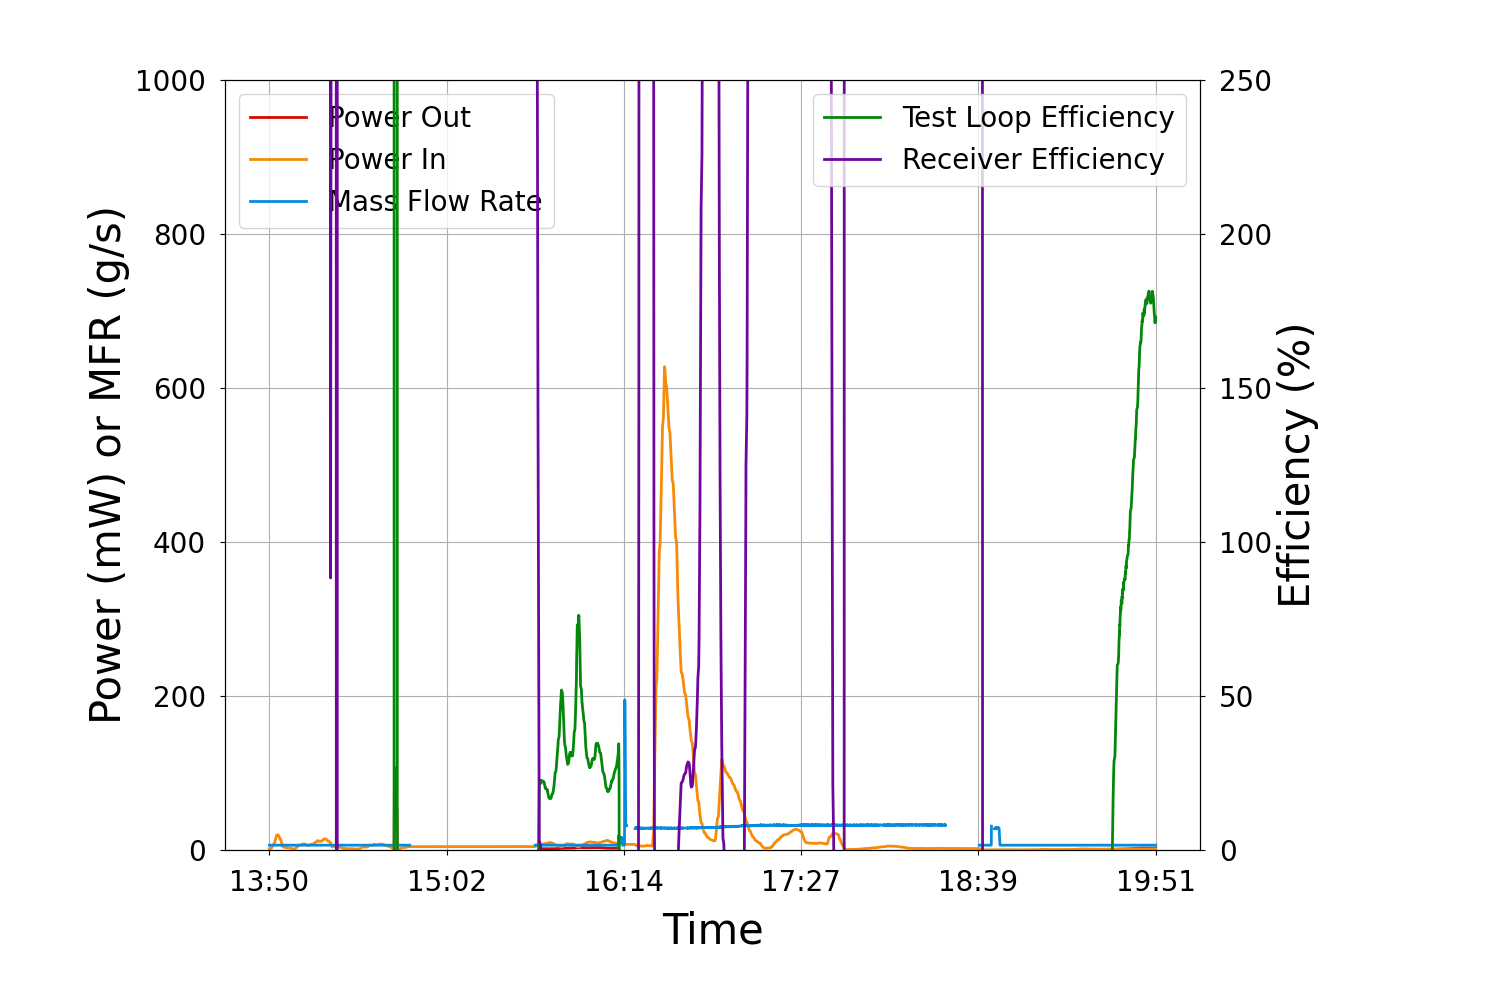 1000
800
600
400
200
0
Power (mW) or MFR (g/s)
Power Out
Power In
Mass Flow Rate
Test Loop Efficiency
Receiver Efficiency
250
200
150
100
50
0
Efficiency (%)
13:50 15:02 16:14 17:27 18:39 19:51
Time